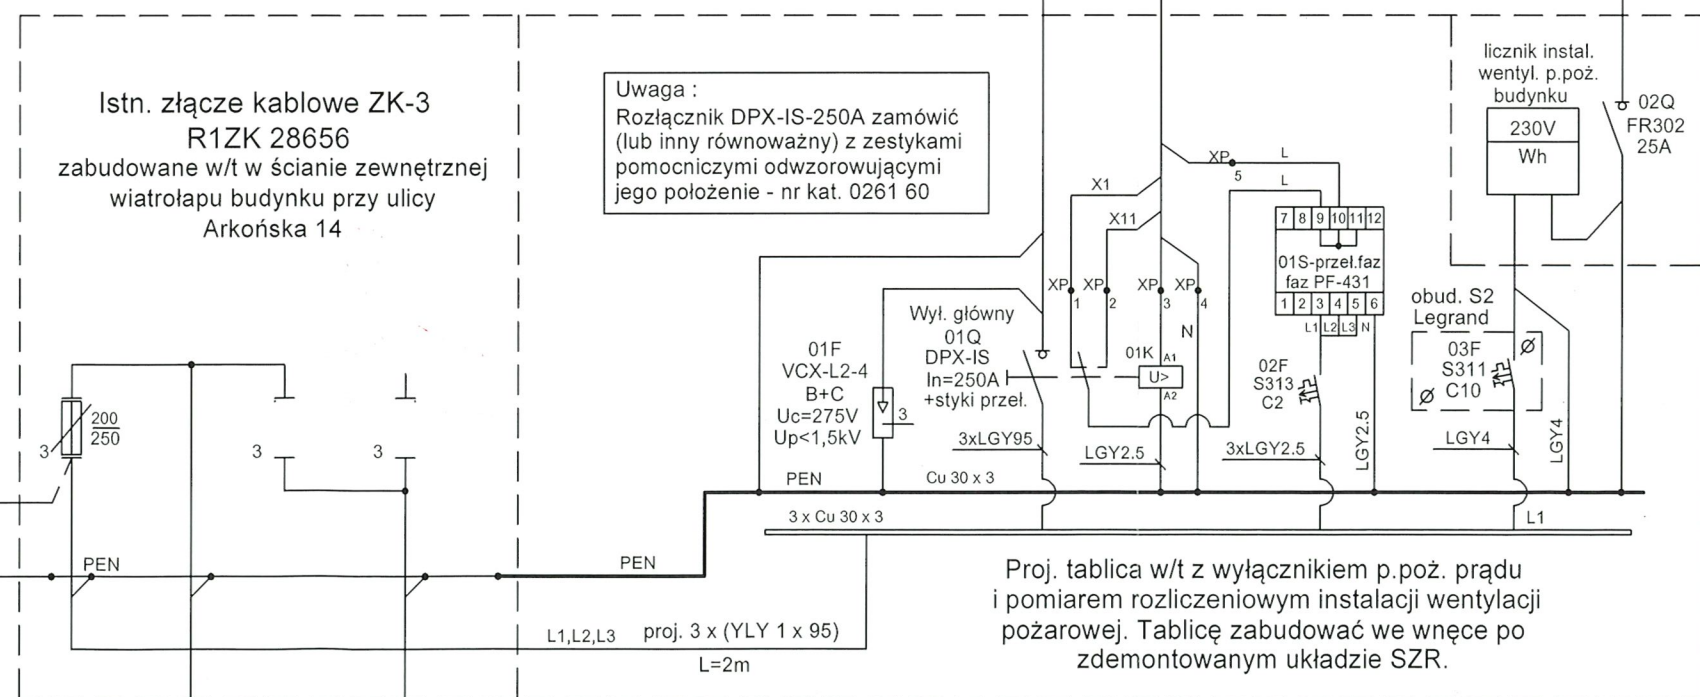 Istn. złącze kablowe ZK-3
R1ZK 28656
zabudowane w/t w ścianie zewnętrznej
wiatrołapu budynku przy ulicy
Arkońska 14
Uwaga :
Rozłącznik DPX-IS-250A zamówić
(lub inny równoważny) z zestykami
pomocniczymi odwzorowującymi
jego położenie - nr kat. 0261 60
licznik instal.
wentyl. p.poż.
budynku
230V
Wh
02Q
FR302
25A
XP
5
L
L
X1
X11
7 8 9 10 11 12
01S-przeł.faz
faz PF-431
1 2 3 4 5 6
L1 L2 L3 N
XP
1
XP
2
XP
3
XP
4
N
Wył. główny
01Q
DPX-IS
In=250A
+styki przeł.
01K
A1
U>
A2
01F
VCX-L2-4
B+C
Uc=275V
Up<1,5kV
3
02F
S313
C2
obud. S2
Legrand
03F
S311
C10
Ø
Ø
200
250
3
3
3
3xLGY95
LGY2.5
3xLGY2.5
LGY2.5
LGY4
LGY4
PEN
Cu 30 x 3
3 x Cu 30 x 3
L1
PEN
PEN
L1,L2,L3
proj. 3 x (YLY 1 x 95)
L=2m
Proj. tablica w/t z wyłącznikiem p.poż. prądu
i pomiarem rozliczeniowym instalacji wentylacji
pożarowej. Tablicę zabudować we wnęce po
zdemontowanym układzie SZR.